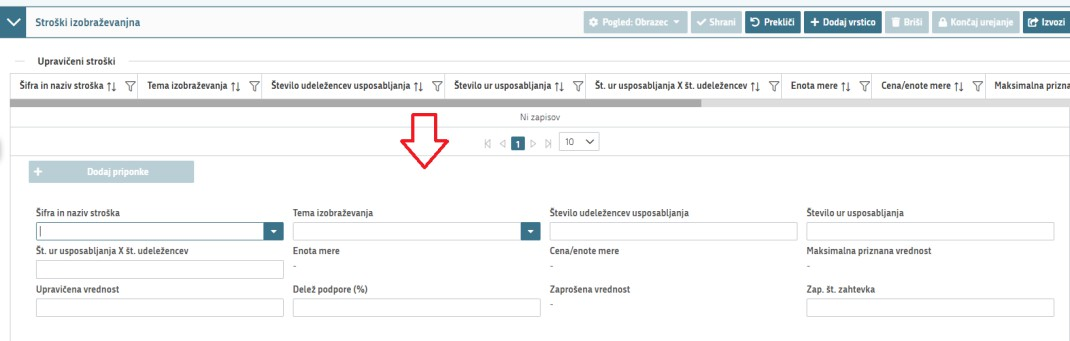 Stroški izobraževanjna
Pogled: Obrazec
Shrani
Prekliči
+ Dodaj vrstico
Briši
Končaj urejanje
Izvozi
Upravičeni stroški
Šifra in naziv stroška
Tema izobraževanja
Število udeležencev usposabljanja
Število ur usposabljanja
Št. ur usposabljanja X št. udeležencev
Enota mere
Cena/enote mere
Maksimalna prizna
Ni zapisov
1
10
+ Dodaj priponke
Šifra in naziv stroška
Tema izobraževanja
Število udeležencev usposabljanja
Število ur usposabljanja
Št. ur usposabljanja X št. udeležencev
Enota mere
-
Cena/enote mere
-
Maksimalna priznana vrednost
-
Upravičena vrednost
Delež podpore (%)
Zaprošena vrednost
-
Zap. št. zahtevka